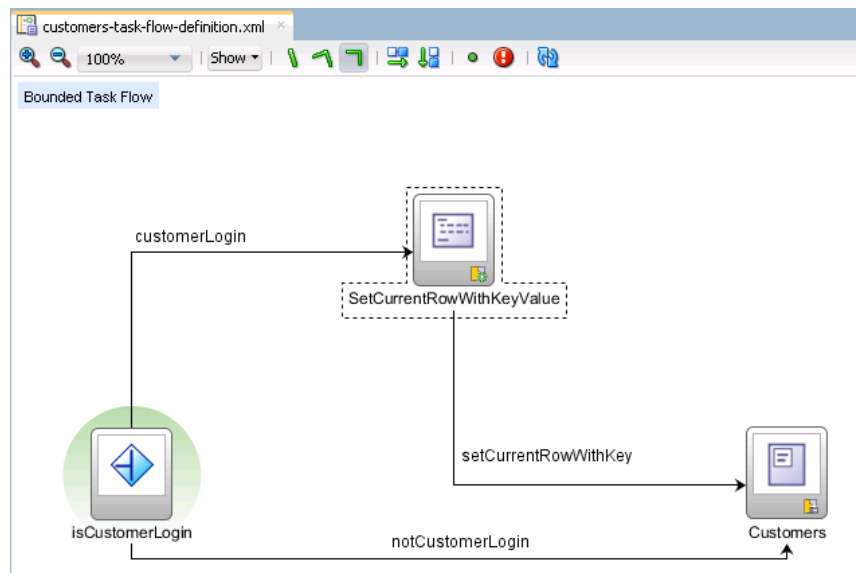 customers-task-flow-definition.xml
100% Show
Bounded Task Flow
customerLogin
SetCurrentRowWithKeyValue
setCurrentRowWithKey
isCustomerLogin
Customers
notCustomerLogin